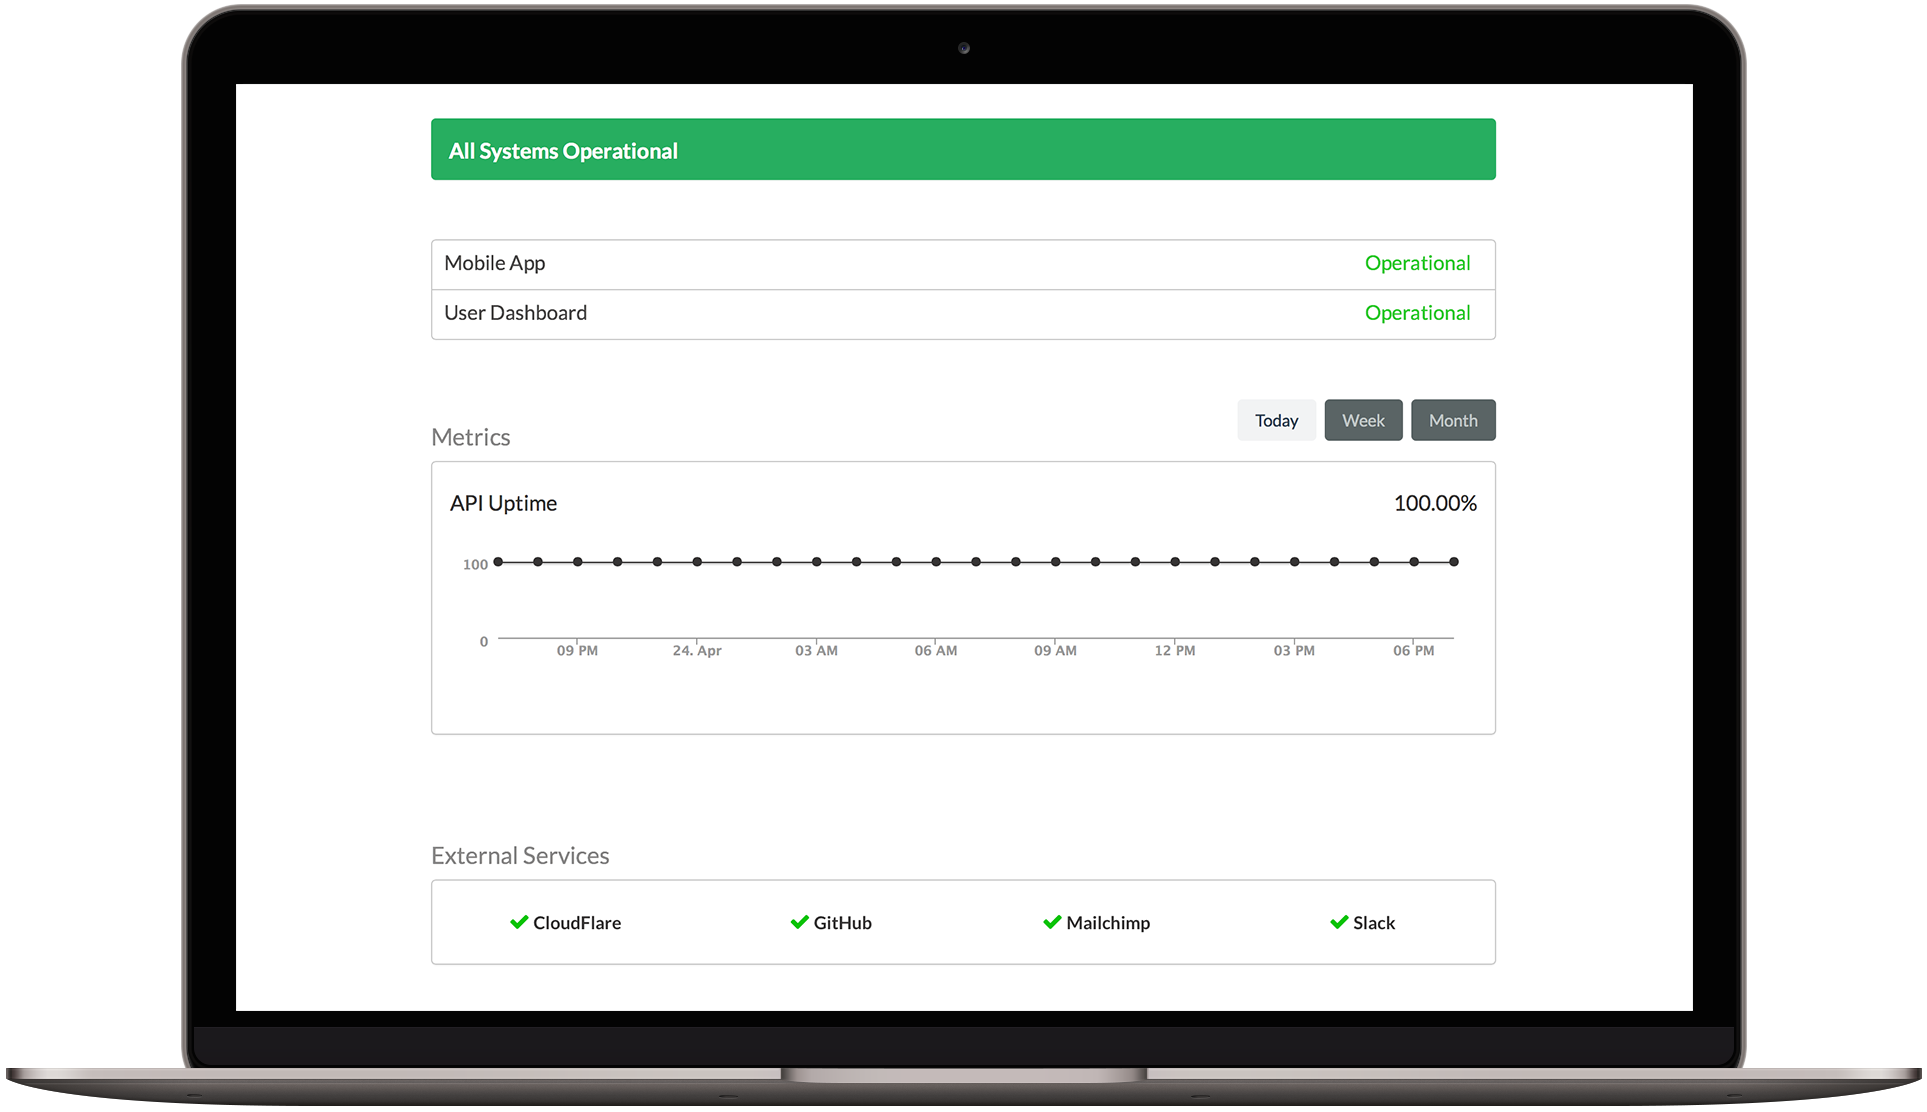 All Systems Operational
Mobile App Operational
User Dashboard Operational
Today Week Month
Metrics
API Uptime 100.00%
100
0
09 PM 24. Apr 03 AM 06 AM 09 AM 12 PM 03 PM 06 PM
External Services
CloudFlare GitHub Mailchimp Slack